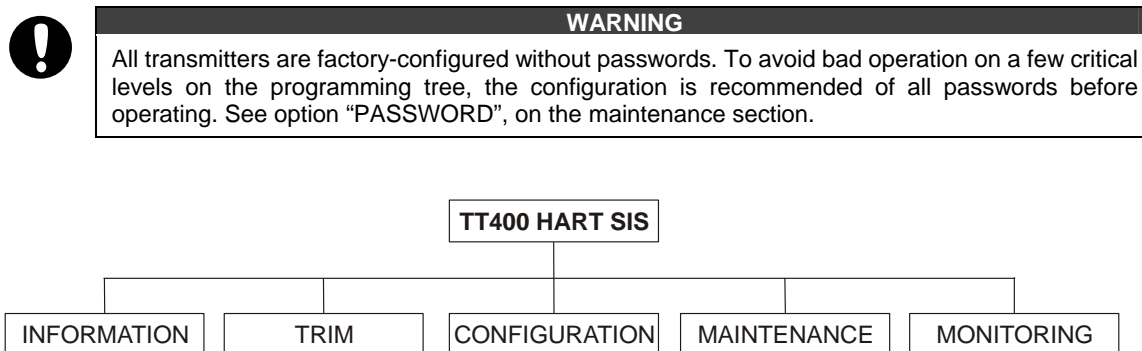 WARNING
All transmitters are factory-configured without passwords. To avoid bad operation on a few critical
levels on the programming tree, the configuration is recommended of all passwords before
operating. See option “PASSWORD”, on the maintenance section.
TT400 HART SIS
INFORMATION TRIM CONFIGURATION MAINTENANCE MONITORING